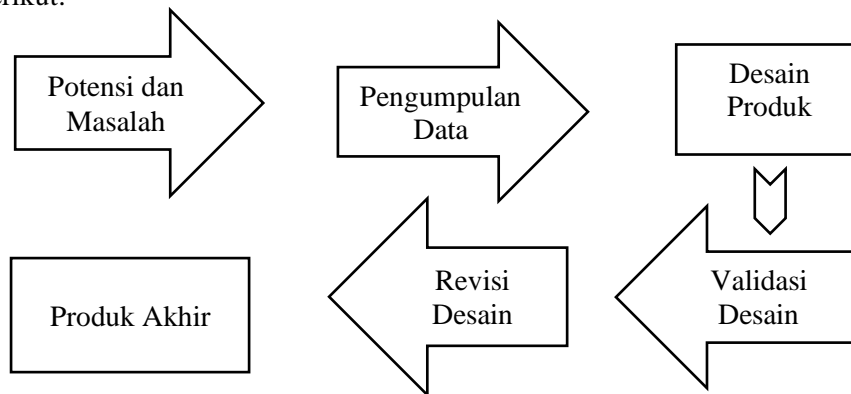 Potensi dan
Masalah
Pengumpulan
Data
Desain
Produk
Validasi
Desain
Revisi
Desain
Produk Akhir